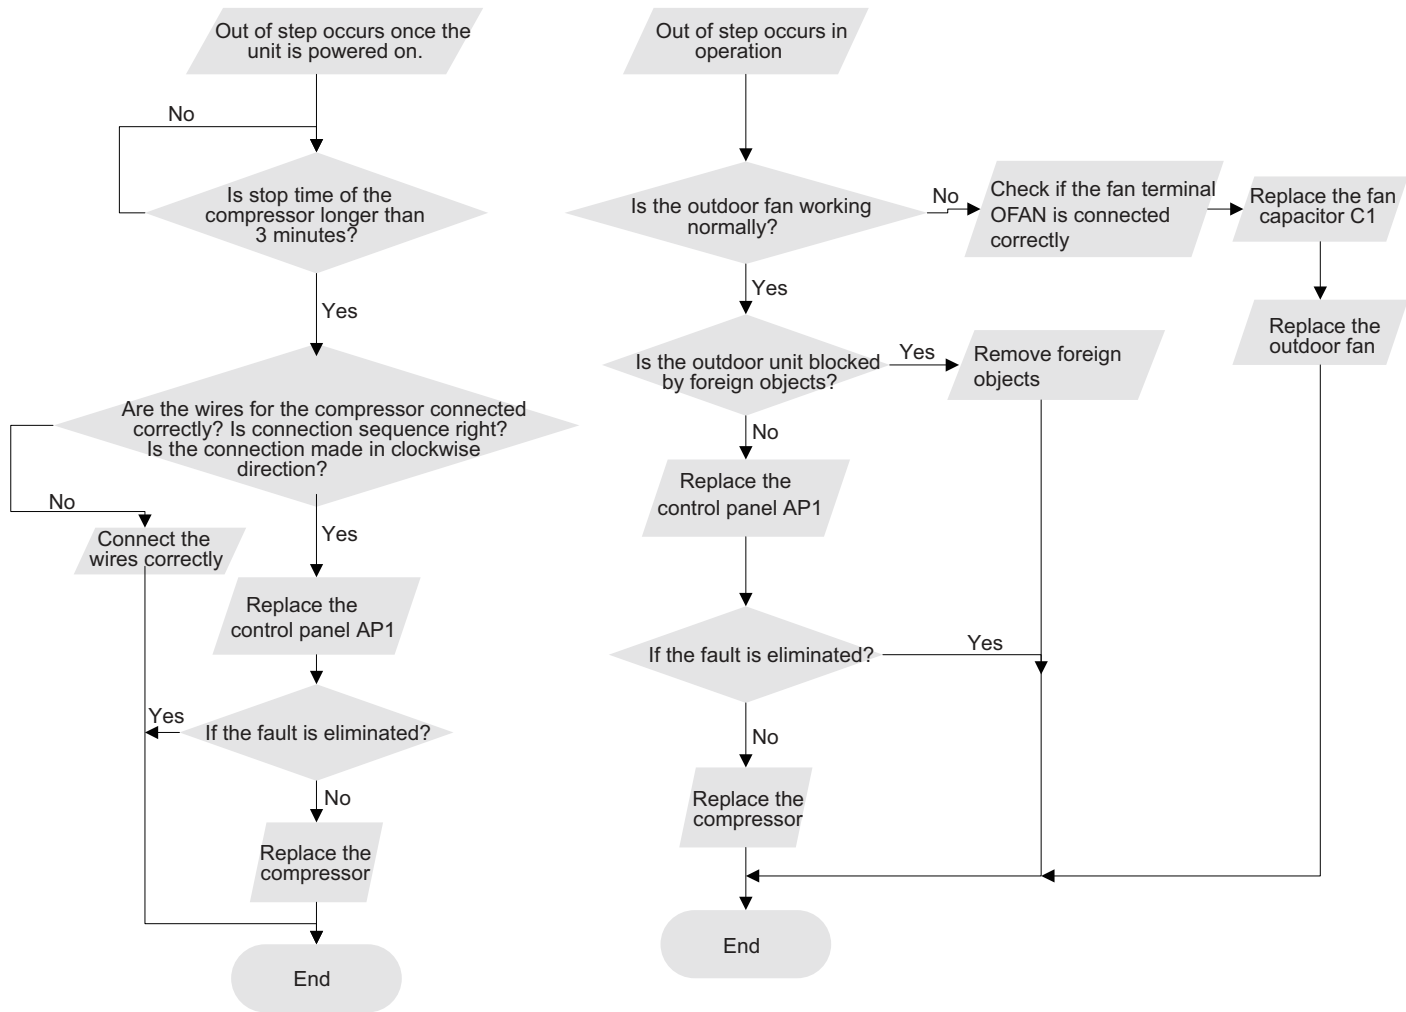 Out of step occurs once the
unit is powered on.
No
Is stop time of the
compressor longer than
3 minutes?
Yes
Are the wires for the compressor connected
correctly? Is connection sequence right?
Is the connection made in clockwise
direction?
No
Connect the
wires correctly
Yes
Replace the
control panel AP1
If the fault is eliminated?
Yes
No
Replace the
compressor
End
Out of step occurs in
operation
Is the outdoor fan working
normally?
No
Check if the fan terminal
OFAN is connected
correctly
Replace the fan
capacitor C1
Replace the
outdoor fan
Yes
Is the outdoor unit blocked
by foreign objects?
Yes
Remove foreign
objects
No
Replace the
control panel AP1
If the fault is eliminated?
Yes
No
Replace the
compressor
End